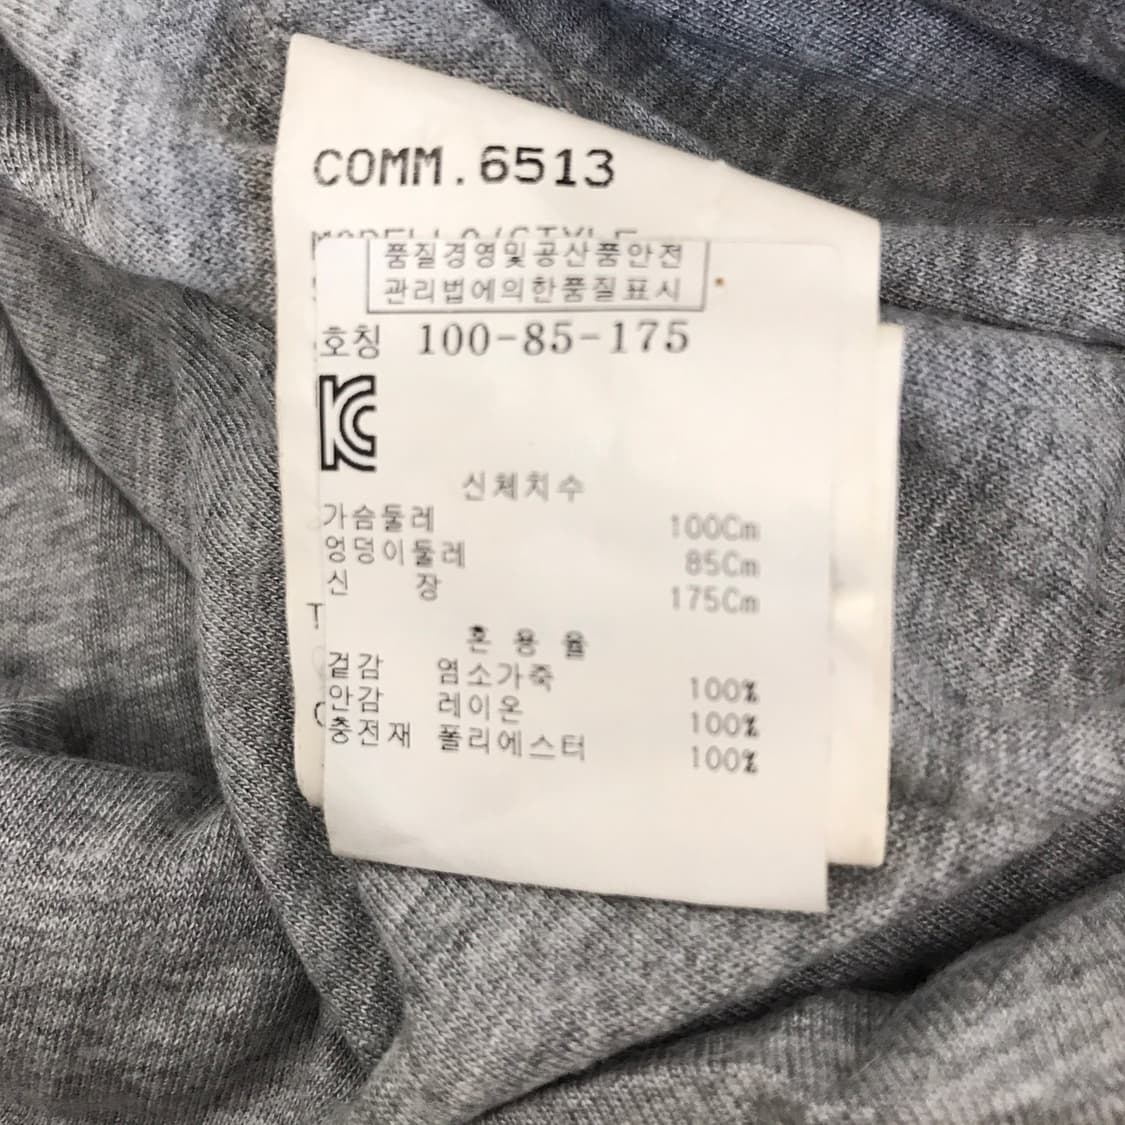 COMM.6513
MODELLO/STYLE
품질경영및공산품안전
관리법에의한품질표시
호칭 100-85-175
신체치수
가슴둘레 100Cm
엉덩이둘레 85Cm
신 장 175Cm
혼 용 율
겉감 염소가죽 100%
안감 레이온 100%
충전재 폴리에스터 100%